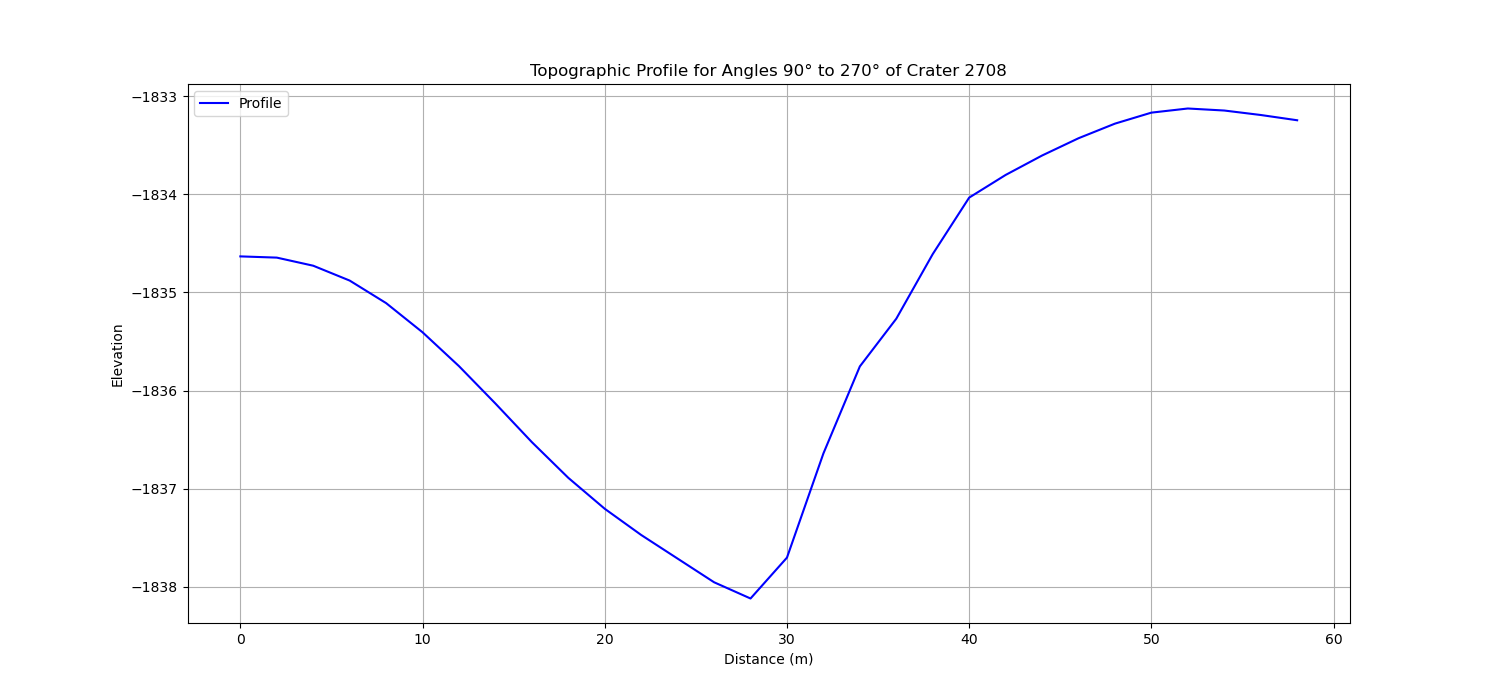 Topographic Profile for Angles 90° to 270° of Crater 2708
Profile
−1833
−1834
−1835
−1836
−1837
−1838
Elevation
0 10 20 30 40 50 60
Distance (m)